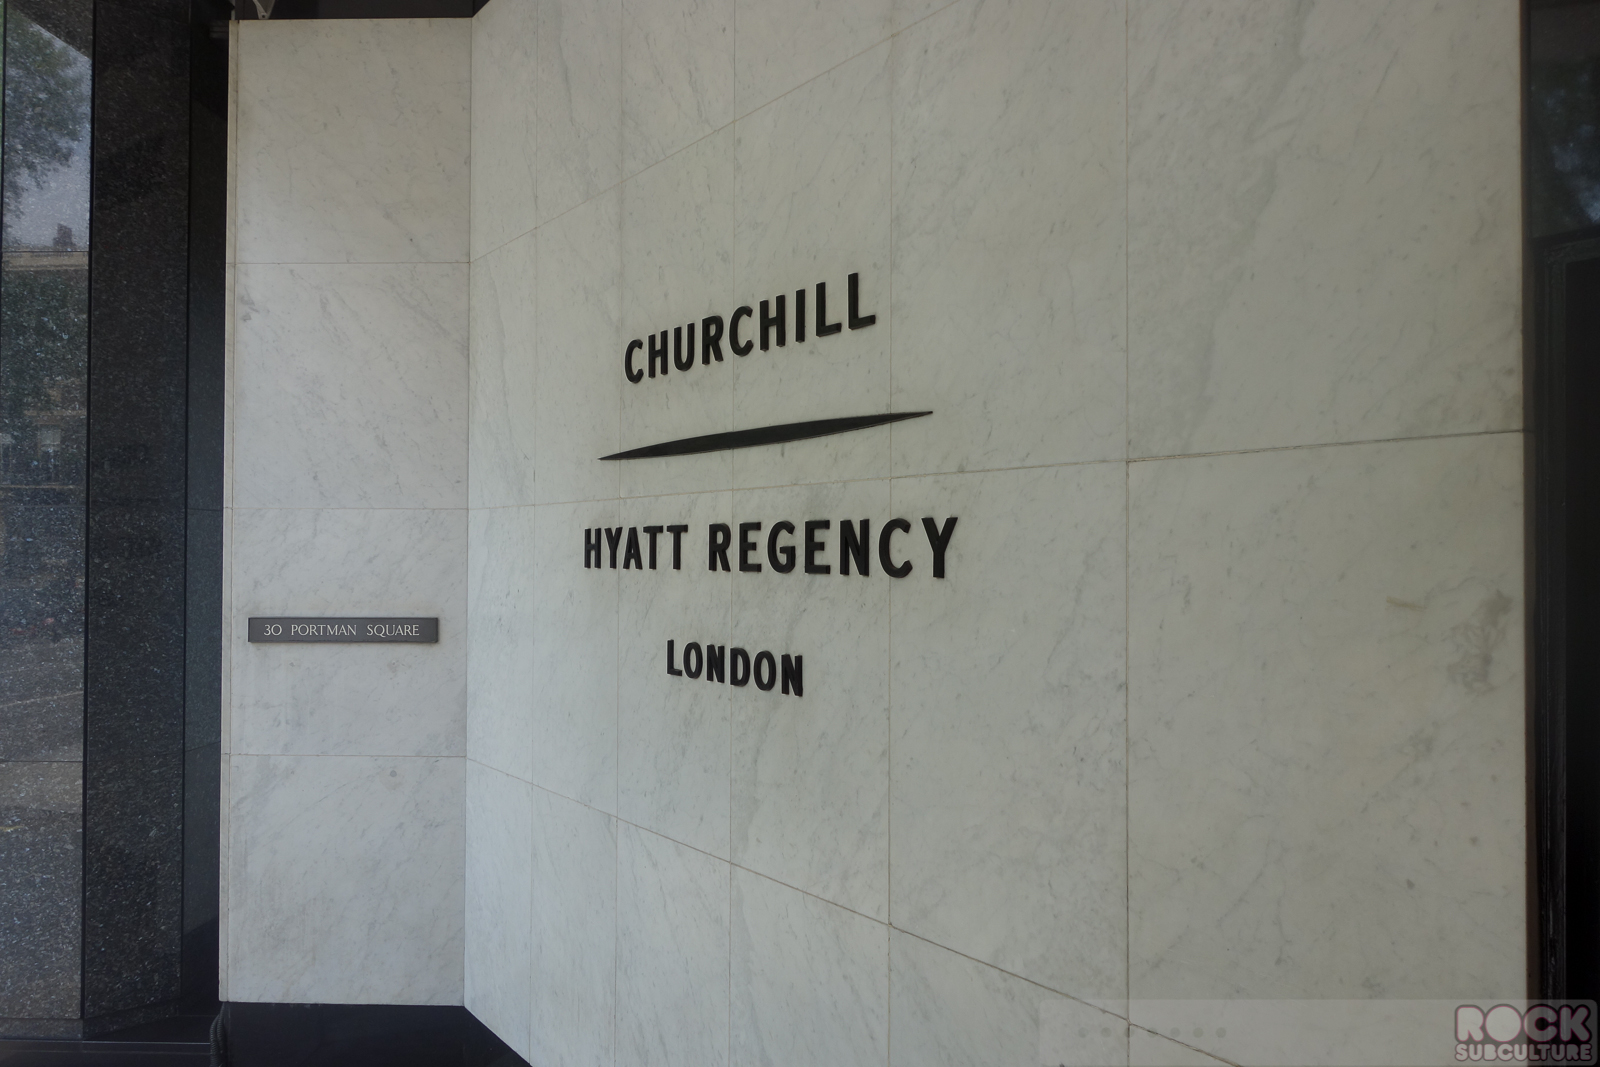 CHURCHILL
HYATT REGENCY
LONDON
30 PORTMAN SQUARE
ROCK
SUBCULTURE